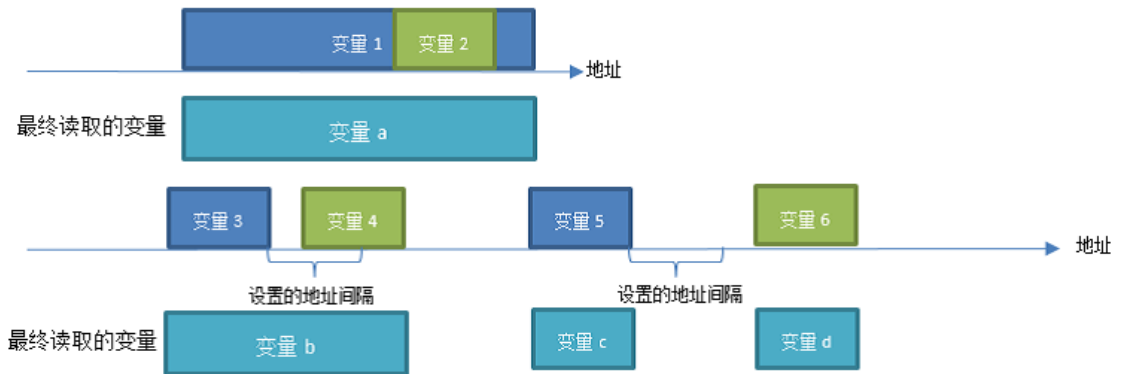 变量 1
变量 2
地址
最终读取的变量
变量 a
变量 3
变量 4
变量 5
变量 6
地址
设置的地址间隔
设置的地址间隔
最终读取的变量
变量 b
变量 c
变量 d